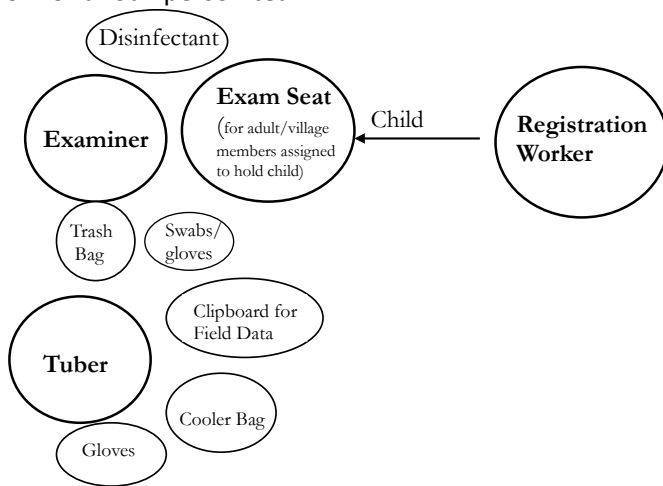 Disinfectant
Exam Seat
(for adult/village
members assigned
to hold child)
Examiner
Child
Registration
Worker
Trash
Bag
Swabs/
gloves
Clipboard for
Field Data
Tuber
Cooler Bag
Gloves